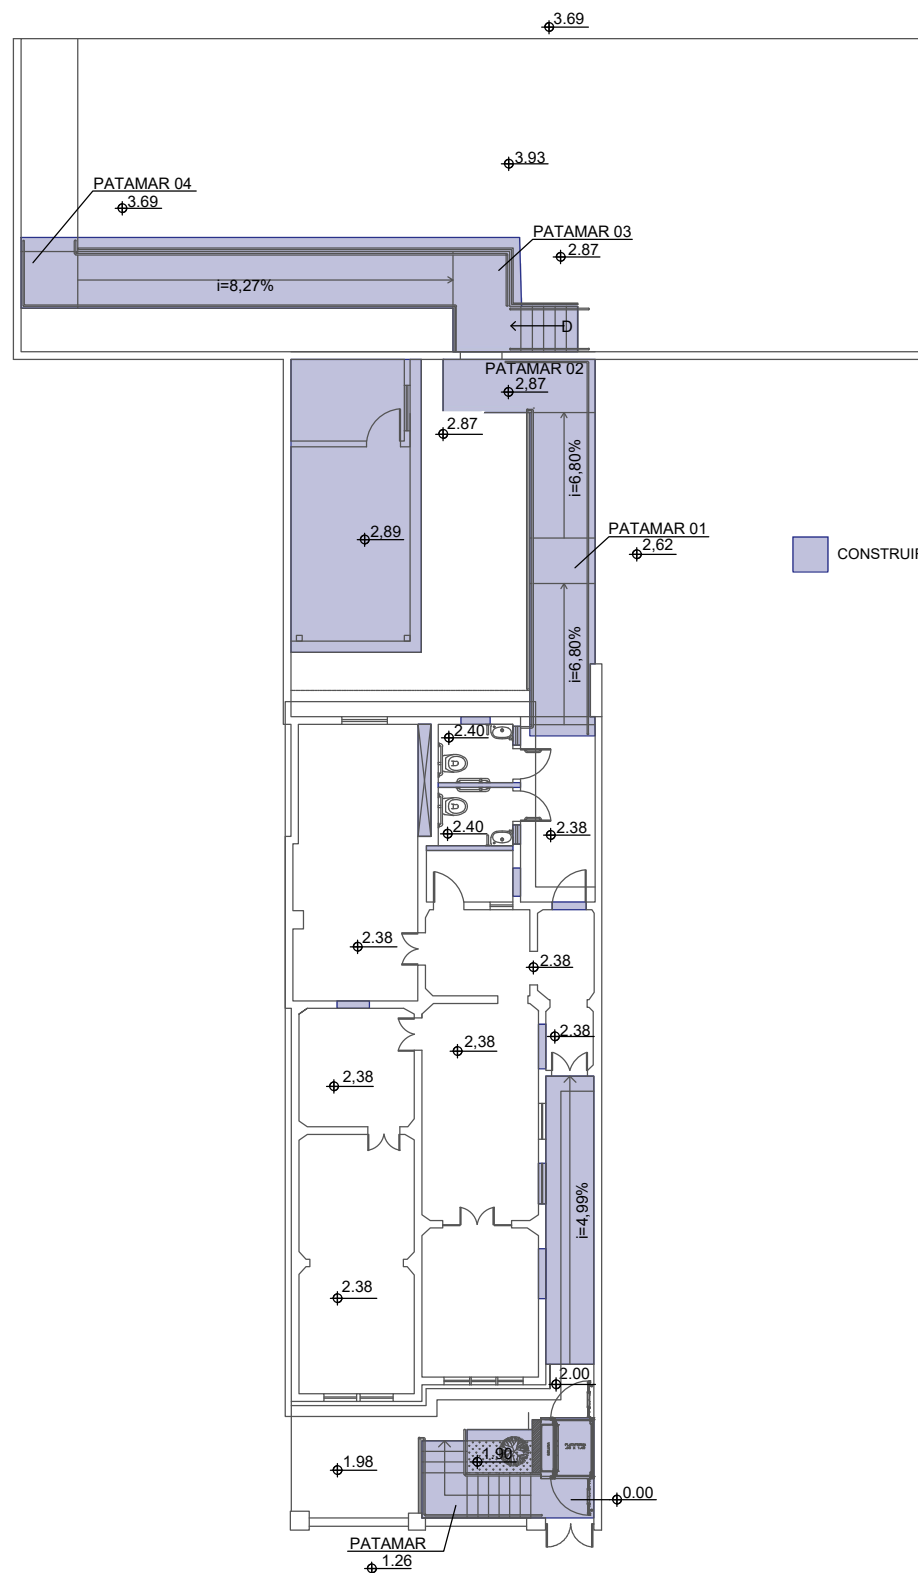 3.69
3.93
PATAMAR 04
3.69
PATAMAR 03
2.87
i=8,27%
D
PATAMAR 02
2,87
2.87
i=6,80%
PATAMAR 01
2,62
2,89
CONSTRUIR
i=6,80%
2.40
2.40
2.38
2.38
2.38
2.38
2,38
2,38
i=4,99%
2.38
2.00
1.90
1.98
0.00
PATAMAR
1.26